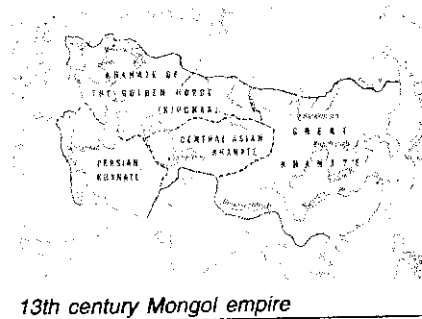 KHANATE OF
THE GOLDEN HORDE
(KIPCHAK)
CENTRAL ASIAN
KHANATE
GREAT
KHANATE
PERSIAN
KHANATE
13th century Mongol empire